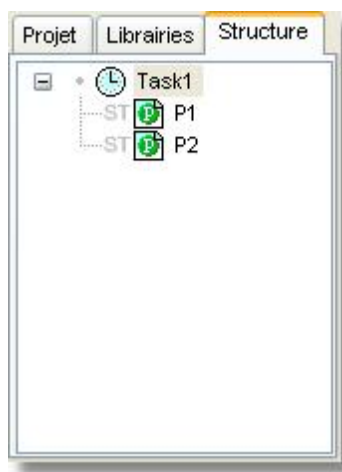 Projet Librairies Structure
Task1
ST P P1
ST P P2